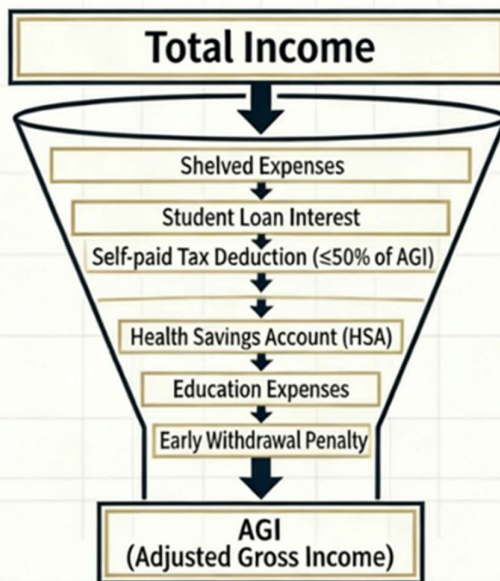 Total Income
Shelved Expenses
Student Loan Interest
Self-paid Tax Deduction (≤50% of AGI)
Health Savings Account (HSA)
Education Expenses
Early Withdrawal Penalty
AGI
(Adjusted Gross Income)